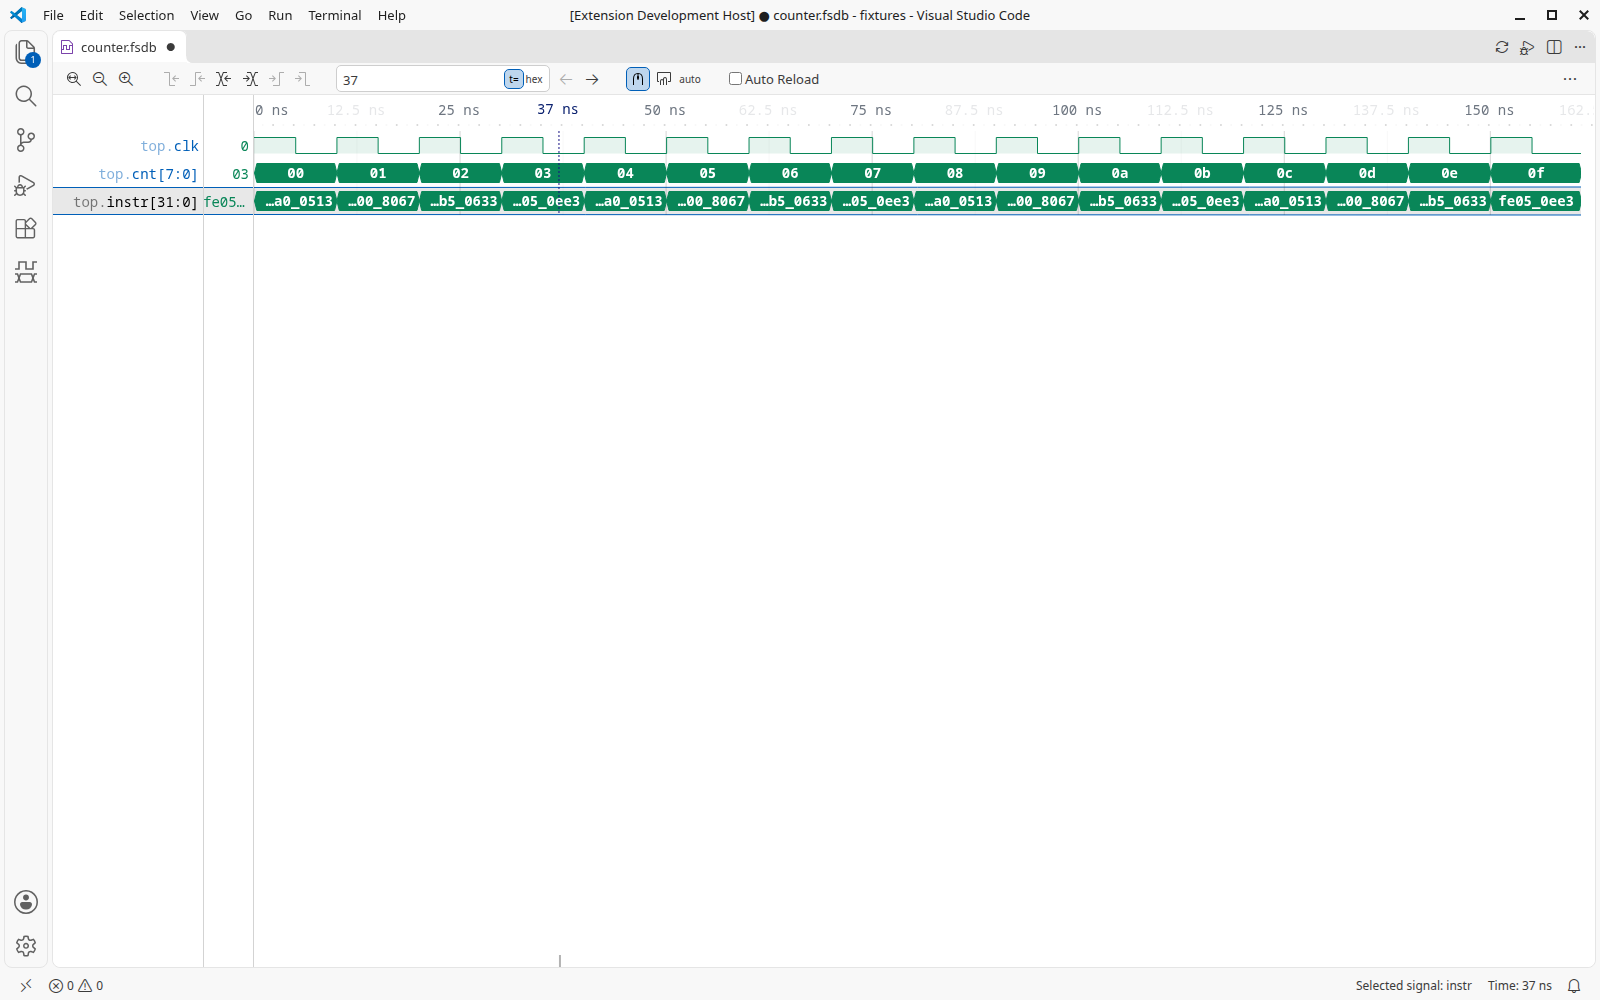 File Edit Selection View Go Run Terminal Help [Extension Development Host] ● counter.fsdb - fixtures - Visual Studio Code
1
counter.fsdb ●
37 t= hex auto Auto Reload
0 ns 12.5 ns 25 ns 37 ns 50 ns 62.5 ns 75 ns 87.5 ns 100 ns 112.5 ns 125 ns 137.5 ns 150 ns 162.
top.clk 0
top.cnt[7:0] 03 00 01 02 03 04 05 06 07 08 09 0a 0b 0c 0d 0e 0f
top.instr[31:0] fe05… …a0_0513 …00_8067 …b5_0633 …05_0ee3 …a0_0513 …00_8067 …b5_0633 …05_0ee3 …a0_0513 …00_8067 …b5_0633 …05_0ee3 …a0_0513 …00_8067 …b5_0633 fe05_0ee3
0 0 Selected signal: instr Time: 37 ns